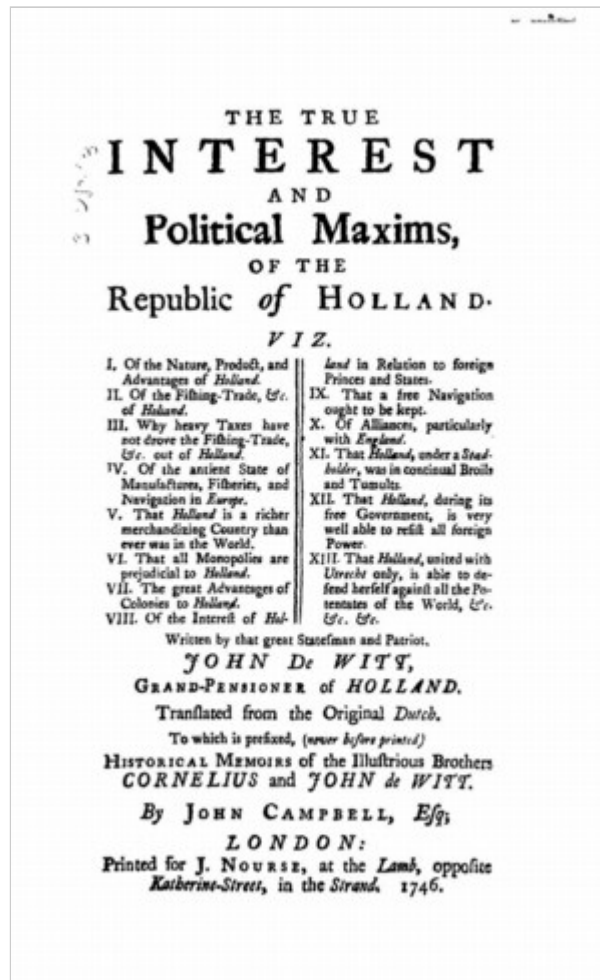 THE TRUE
INTEREST
AND
Political Maxims,
OF THE
Republic of HOLLAND.
VIZ.
I. Of the Nature, Product, and
Advantages of Holland.
II. Of the Fiſhing-Trade, &c.
of Holland.
III. Why heavy Taxes have
not drove the Fiſhing-Trade,
&c. out of Holland.
IV. Of the antient State of
Manufactures, Fiſheries, and
Navigation in Europe.
V. That Holland is a richer
merchandizing Country than
ever was in the World.
VI. That all Monopolies are
prejudicial to Holland.
VII. The great Advantages of
Colonies to Holland.
VIII. Of the Intereſt of Hol-
land in Relation to foreign
Princes and States.
IX. That a free Navigation
ought to be kept.
X. Of Alliances, particularly
with England.
XI. That Holland, under a Stad-
holder, was in continual Broils
and Tumults.
XII. That Holland, during its
free Government, is very
well able to reſiſt all foreign
Power.
XIII. That Holland, united with
Utrecht only, is able to de-
fend herſelf againſt all the Po-
tentates of the World, &c.
&c. &c.
Written by that great Stateſman and Patriot,
JOHN De WITT,
GRAND-PENSIONER of HOLLAND.
Tranſlated from the Original Dutch.
To which is prefixed, (never before printed)
HISTORICAL MEMOIRS of the Illuſtrious Brothers
CORNELIUS and JOHN de WITT.
By JOHN CAMPBELL, Eſq;
LONDON:
Printed for J. NOURSE, at the Lamb, oppoſite
Katherine-Street, in the Strand. 1746.